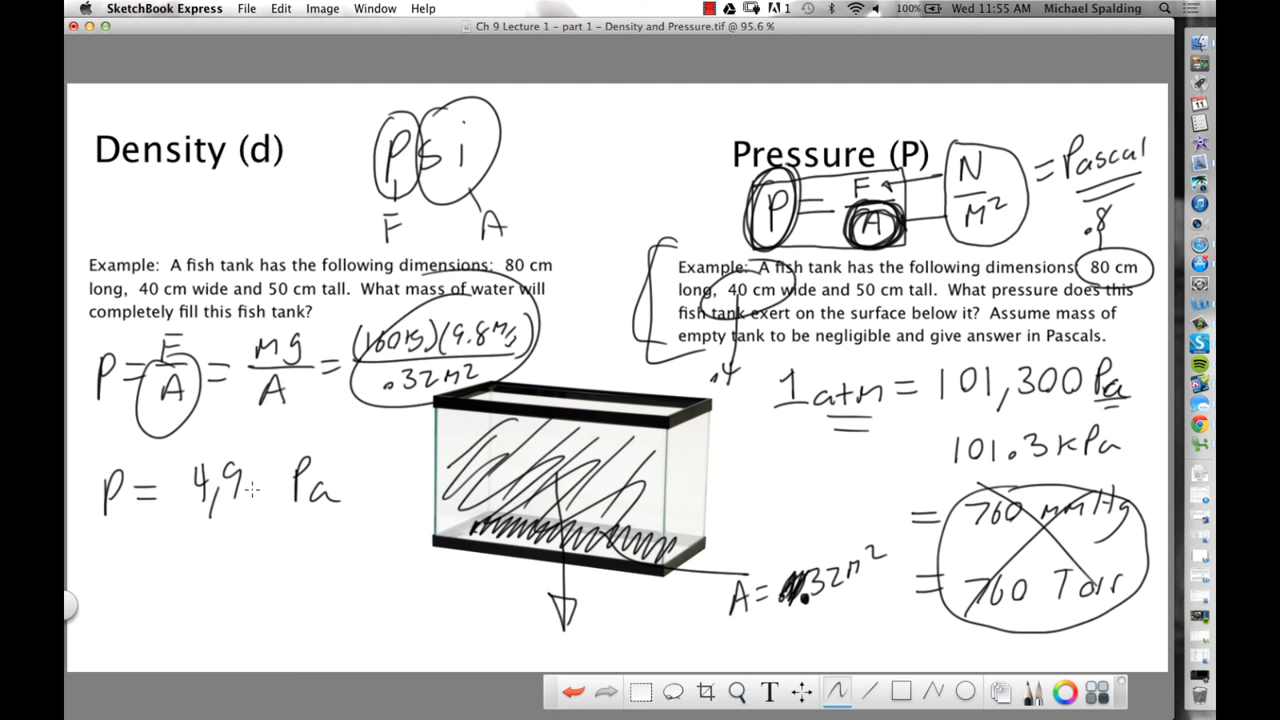 SketchBook Express File Edit Image Window Help 1 100% Wed 11:55 AM Michael Spalding
Ch 9 Lecture 1 - part 1 - Density and Pressure.tif @ 95.6 %
Density (d)
Psi
F A
Example: A fish tank has the following dimensions: 80 cm
long, 40 cm wide and 50 cm tall. What mass of water will
completely fill this fish tank?
P = F/A = mg/A = (160kg)(9.8m/s)/.32m2
P = 4,9 Pa
Pressure (P)
P = F/A N/m² = Pascal
.8
Example: A fish tank has the following dimensions: 80 cm
long, 40 cm wide and 50 cm tall. What pressure does this
fish tank exert on the surface below it? Assume mass of
empty tank to be negligible and give answer in Pascals.
.4
1 atm = 101,300 Pa
101.3kPa
= 760 mmHg
= 760 Torr
A = .32m²
T
11
S